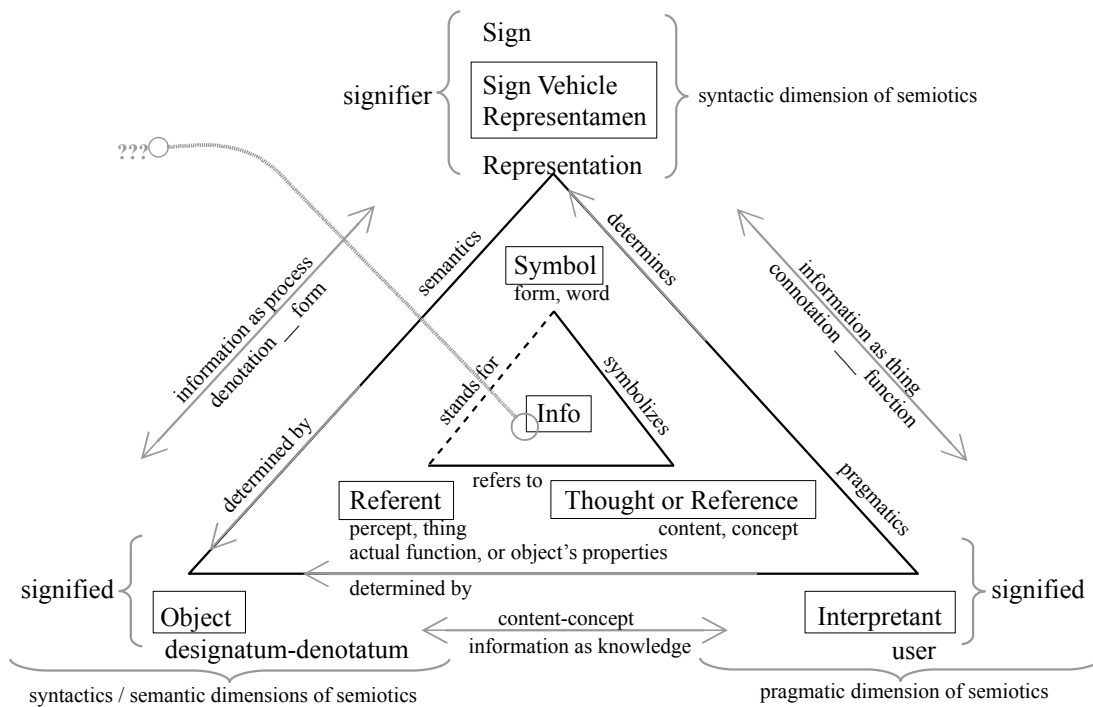 Sign
signifier
Sign Vehicle
Representamen
syntactic dimension of semiotics
Representation
???
determines
semantics
Symbol
form, word
information as process
denotation __ form
information as thing
connotation __ function
stands for
symbolizes
Info
determined by
refers to
pragmatics
Referent
percept, thing
Thought or Reference
content, concept
actual function, or object's properties
determined by
signified
Object
designatum-denotatum
content-concept
information as knowledge
Interpretant
user
signified
syntactics / semantic dimensions of semiotics
pragmatic dimension of semiotics